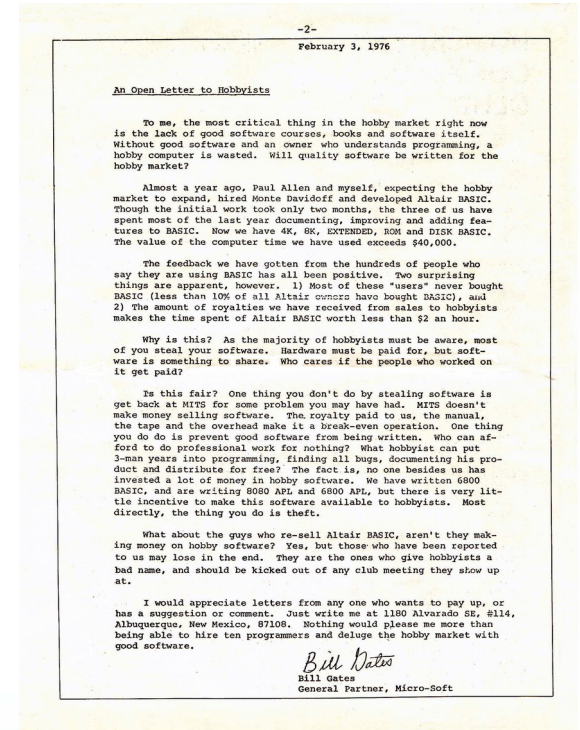 -2-
February 3, 1976
An Open Letter to Hobbyists
To me, the most critical thing in the hobby market right now
is the lack of good software courses, books and software itself.
Without good software and an owner who understands programming, a
hobby computer is wasted. Will quality software be written for the
hobby market?
Almost a year ago, Paul Allen and myself, expecting the hobby
market to expand, hired Monte Davidoff and developed Altair BASIC.
Though the initial work took only two months, the three of us have
spent most of the last year documenting, improving and adding fea-
tures to BASIC. Now we have 4K, 8K, EXTENDED, ROM and DISK BASIC.
The value of the computer time we have used exceeds $40,000.
The feedback we have gotten from the hundreds of people who
say they are using BASIC has all been positive. Two surprising
things are apparent, however. 1) Most of these "users" never bought
BASIC (less than 10% of all Altair owners have bought BASIC), and
2) The amount of royalties we have received from sales to hobbyists
makes the time spent of Altair BASIC worth less than $2 an hour.
Why is this? As the majority of hobbyists must be aware, most
of you steal your software. Hardware must be paid for, but soft-
ware is something to share. Who cares if the people who worked on
it get paid?
Is this fair? One thing you don't do by stealing software is
get back at MITS for some problem you may have had. MITS doesn't
make money selling software. The royalty paid to us, the manual,
the tape and the overhead make it a break-even operation. One thing
you do do is prevent good software from being written. Who can af-
ford to do professional work for nothing? What hobbyist can put
3-man years into programming, finding all bugs, documenting his pro-
duct and distribute for free? The fact is, no one besides us has
invested a lot of money in hobby software. We have written 6800
BASIC, and are writing 8080 APL and 6800 APL, but there is very lit-
tle incentive to make this software available to hobbyists. Most
directly, the thing you do is theft.
What about the guys who re-sell Altair BASIC, aren't they mak-
ing money on hobby software? Yes, but those who have been reported
to us may lose in the end. They are the ones who give hobbyists a
bad name, and should be kicked out of any club meeting they show up
at.
I would appreciate letters from any one who wants to pay up, or
has a suggestion or comment. Just write me at 1180 Alvarado SE, #114,
Albuquerque, New Mexico, 87108. Nothing would please me more than
being able to hire ten programmers and deluge the hobby market with
good software.
Bill Gates
Bill Gates
General Partner, Micro-Soft